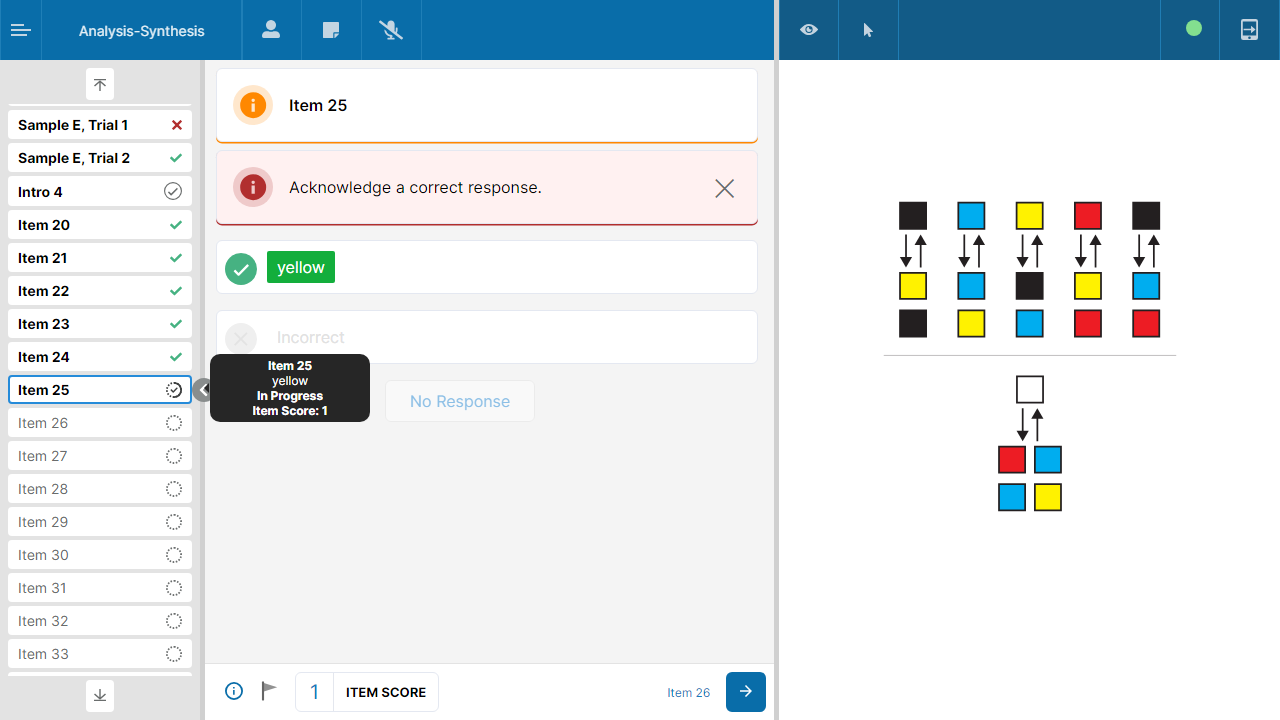 Analysis-Synthesis
Sample E, Trial 1
Sample E, Trial 2
Intro 4
Item 20
Item 21
Item 22
Item 23
Item 24
Item 25
Item 26
Item 27
Item 28
Item 29
Item 30
Item 31
Item 32
Item 33
Item 25
Acknowledge a correct response.
yellow
Incorrect
Item 25
yellow
In Progress
Item Score: 1
No Response
1 ITEM SCORE
Item 26